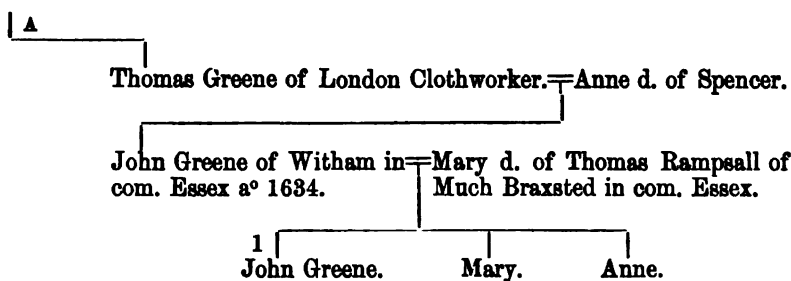 A
Thomas Greene of London Clothworker.=Anne d. of Spencer.
John Greene of Witham in=Mary d. of Thomas Rampsall of
com. Essex aº 1634. Much Braxsted in com. Essex.
1
John Greene. Mary. Anne.